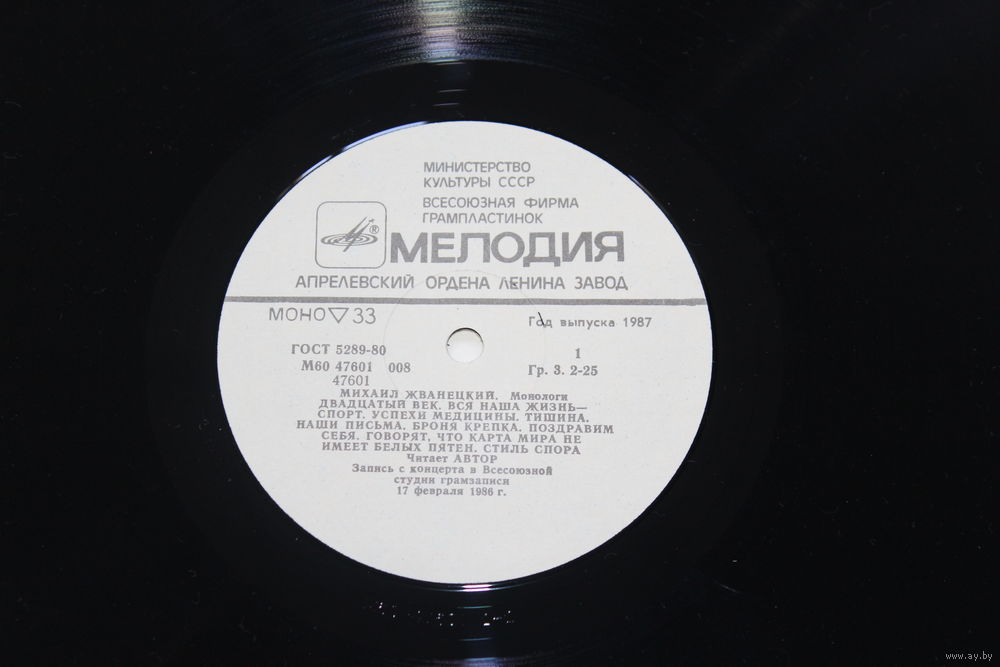 МИНИСТЕРСТВО
КУЛЬТУРЫ СССР
ВСЕСОЮЗНАЯ ФИРМА
ГРАМПЛАСТИНОК
®
МЕЛОДИЯ
АПРЕЛЕВСКИЙ ОРДЕНА ЛЕНИНА ЗАВОД
МОНО ▽ 33
Год выпуска 1987
ГОСТ 5289-80
1
М60 47601 008
Гр. 3. 2-25
47601
МИХАИЛ ЖВАНЕЦКИЙ. Монологи
ДВАДЦАТЫЙ ВЕК. ВСЯ НАША ЖИЗНЬ—
СПОРТ. УСПЕХИ МЕДИЦИНЫ. ТИШИНА.
НАШИ ПИСЬМА. БРОНЯ КРЕПКА. ПОЗДРАВИМ
СЕБЯ. ГОВОРЯТ, ЧТО КАРТА МИРА НЕ
ИМЕЕТ БЕЛЫХ ПЯТЕН. СТИЛЬ СПОРА
Читает АВТОР
Запись с концерта в Всесоюзной
студии грамзаписи
17 февраля 1986 г.
www.ay.by